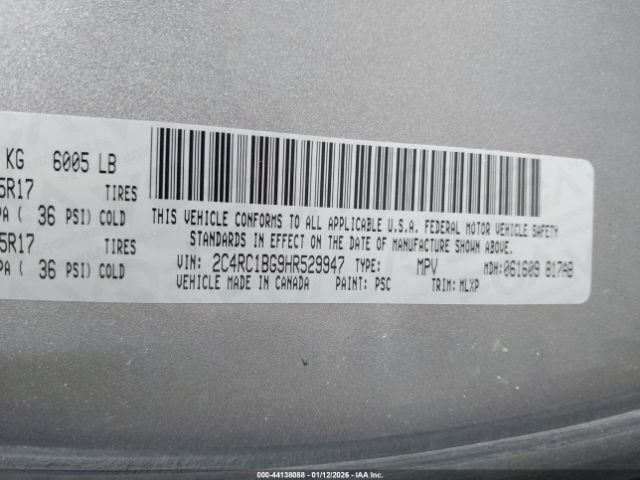 KG 6005 LB
5R17 TIRES
PA ( 36 PSI) COLD
5R17 TIRES
PA ( 36 PSI) COLD
THIS VEHICLE CONFORMS TO ALL APPLICABLE U.S.A. FEDERAL MOTOR VEHICLE SAFETY
STANDARDS IN EFFECT ON THE DATE OF MANUFACTURE SHOWN ABOVE.
VIN: 2C4RC1BG9HR529947 TYPE: MPV MDH: 061609 817AB
VEHICLE MADE IN CANADA PAINT: PSC TRIM: MLXP
000-44138088 - 01/12/2026 - IAA Inc.